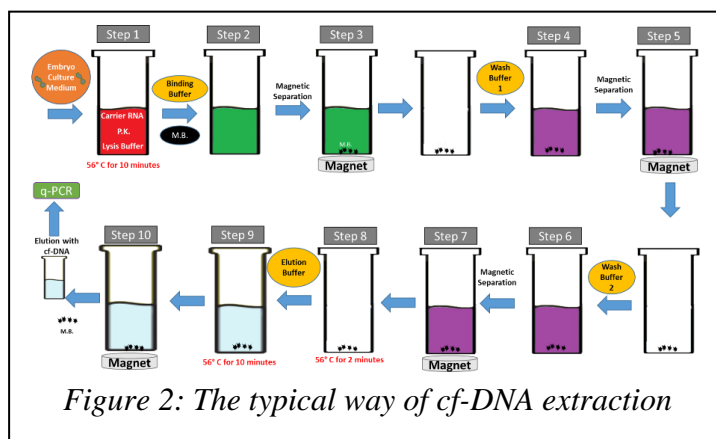 Step 1
Step 2
Step 3
Step 4
Step 5
Embryo
Culture
Medium
Binding
Buffer
Magnetic
Separation
Wash
Buffer
1
Magnetic
Separation
Carrier RNA
P.K.
Lysis Buffer
M.B.
M.B.
56° C for 10 minutes
Magnet
Magnet
q-PCR
Step 10
Step 9
Step 8
Step 7
Step 6
Elution with
cf-DNA
Elution
Buffer
Magnetic
Separation
Wash
Buffer
2
M.B.
Magnet
56° C for 10 minutes
56° C for 2 minutes
Magnet
Figure 2: The typical way of cf-DNA extraction